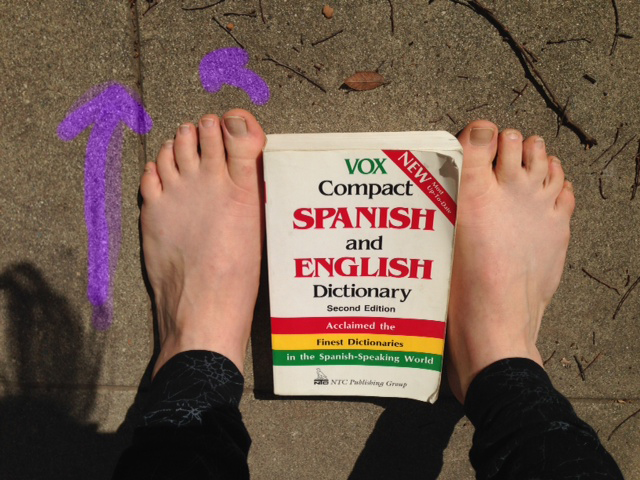 VOX
NEW
Most
Up-To-Date
Compact
SPANISH
and
ENGLISH
Dictionary
Second Edition
Acclaimed the
Finest Dictionaries
in the Spanish-Speaking World
NTC NTC Publishing Group